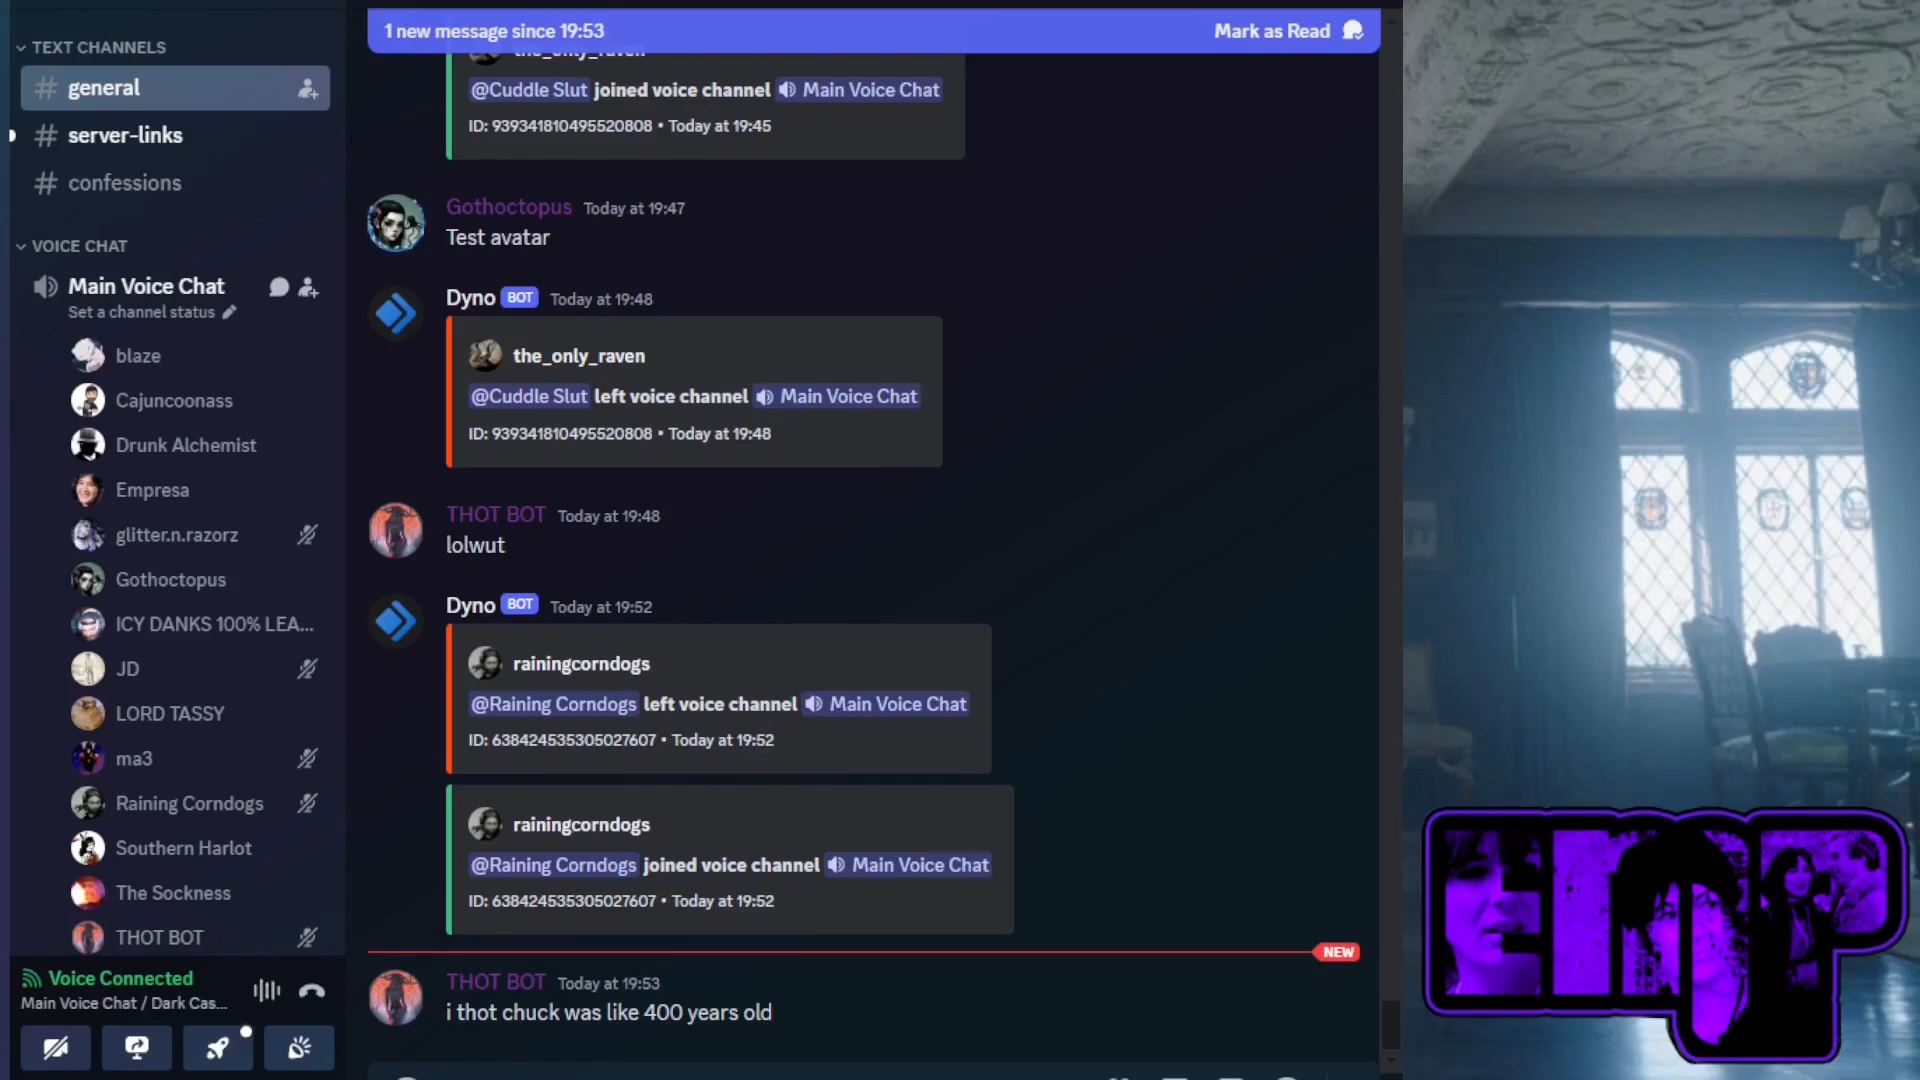 TEXT CHANNELS
general
server-links
confessions
VOICE CHAT
Main Voice Chat
Set a channel status
blaze
Cajuncoonass
Drunk Alchemist
Empresa
glitter.n.razorz
Gothoctopus
ICY DANKS 100% LEA...
JD
LORD TASSY
ma3
Raining Corndogs
Southern Harlot
The Sockness
THOT BOT
Voice Connected
Main Voice Chat / Dark Cas...
1 new message since 19:53 Mark as Read
the_only_raven
@Cuddle Slut joined voice channel Main Voice Chat
ID: 939341810495520808 • Today at 19:45
Gothoctopus Today at 19:47
Test avatar
Dyno BOT Today at 19:48
the_only_raven
@Cuddle Slut left voice channel Main Voice Chat
ID: 939341810495520808 • Today at 19:48
THOT BOT Today at 19:48
lolwut
Dyno BOT Today at 19:52
rainingcorndogs
@Raining Corndogs left voice channel Main Voice Chat
ID: 638424535305027607 • Today at 19:52
rainingcorndogs
@Raining Corndogs joined voice channel Main Voice Chat
ID: 638424535305027607 • Today at 19:52
NEW
THOT BOT Today at 19:53
i thot chuck was like 400 years old
EMP